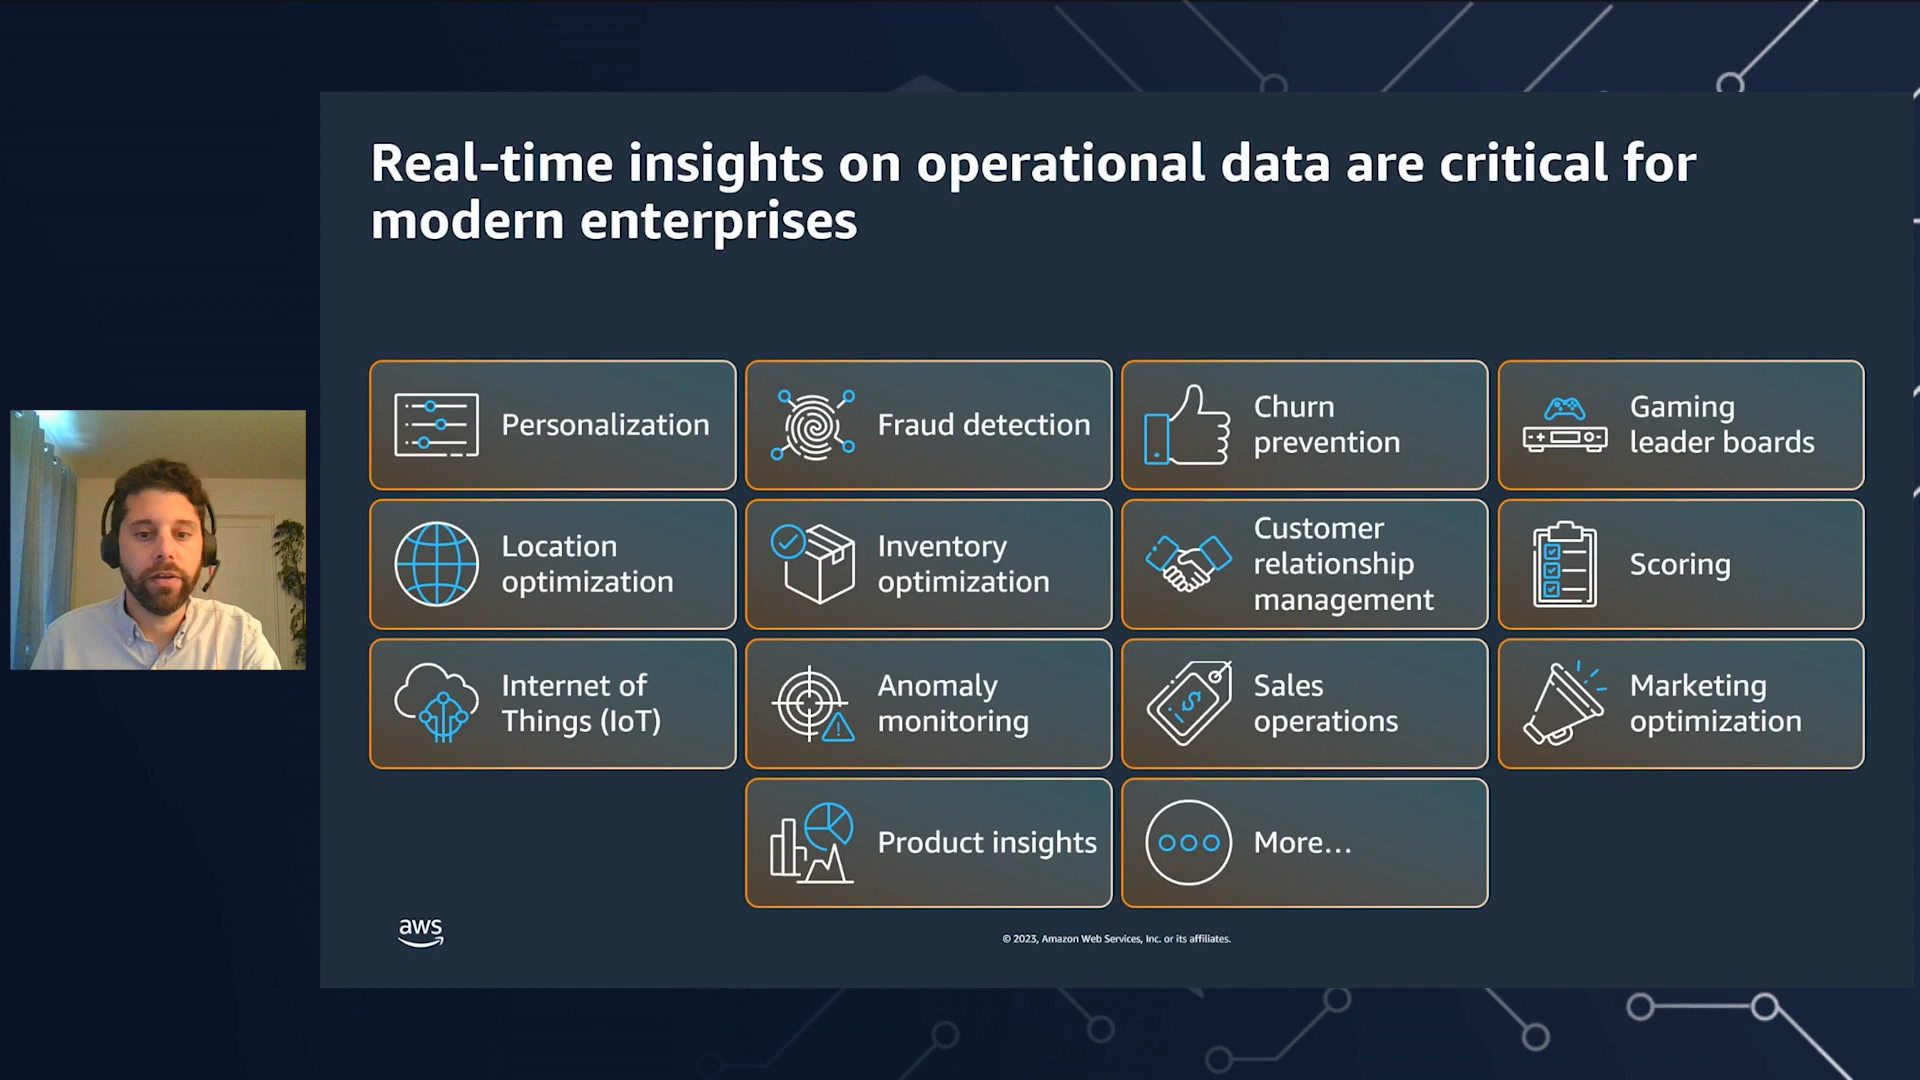 Real-time insights on operational data are critical for
modern enterprises
Personalization
Fraud detection
Churn
prevention
Gaming
leader boards
Location
optimization
Inventory
optimization
Customer
relationship
management
Scoring
Internet of
Things (IoT)
Anomaly
monitoring
Sales
operations
Marketing
optimization
Product insights
More...
aws
© 2023, Amazon Web Services, Inc. or its affiliates.